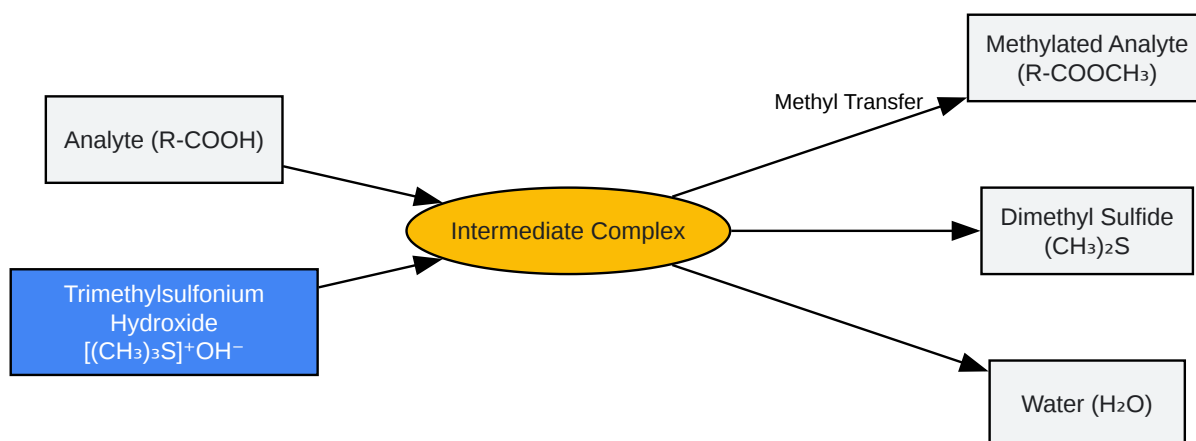 Analyte (R-COOH)
Trimethylsulfonium
Hydroxide
[(CH₃)₃S]⁺OH⁻
Intermediate Complex
Methyl Transfer
Methylated Analyte
(R-COOCH₃)
Dimethyl Sulfide
(CH₃)₂S
Water (H₂O)